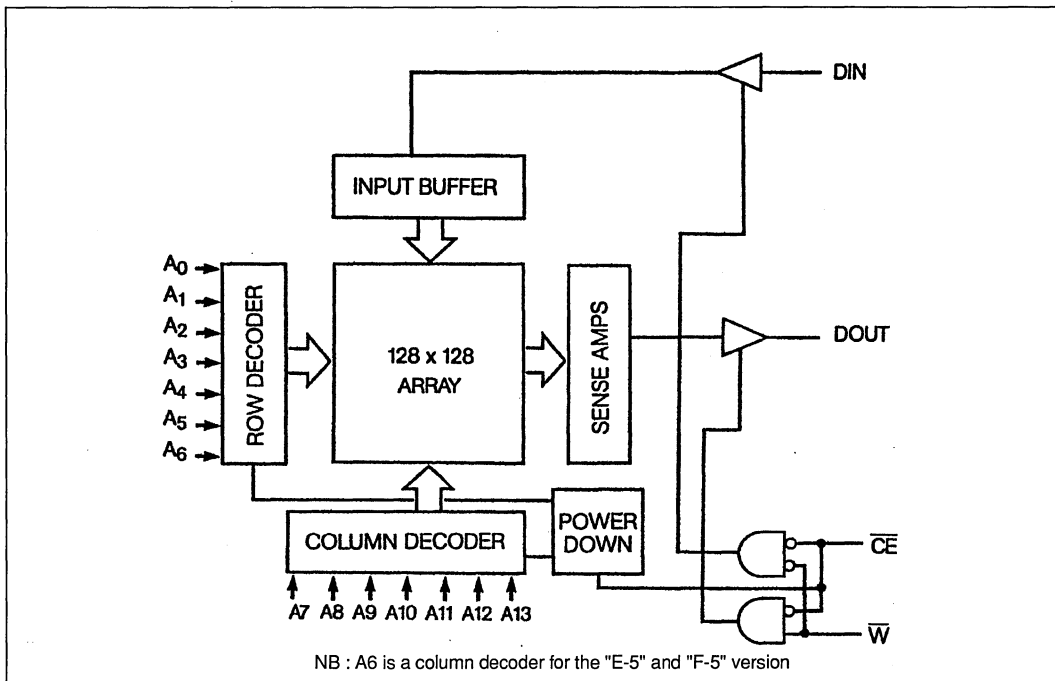 DIN
INPUT BUFFER
A0
A1
A2
A3
A4
A5
A6
ROW DECODER
128 x 128
ARRAY
SENSE AMPS
DOUT
COLUMN DECODER
POWER
DOWN
C̅E̅
A7 A8 A9 A10 A11 A12 A13
W̅
NB : A6 is a column decoder for the "E-5" and "F-5" version